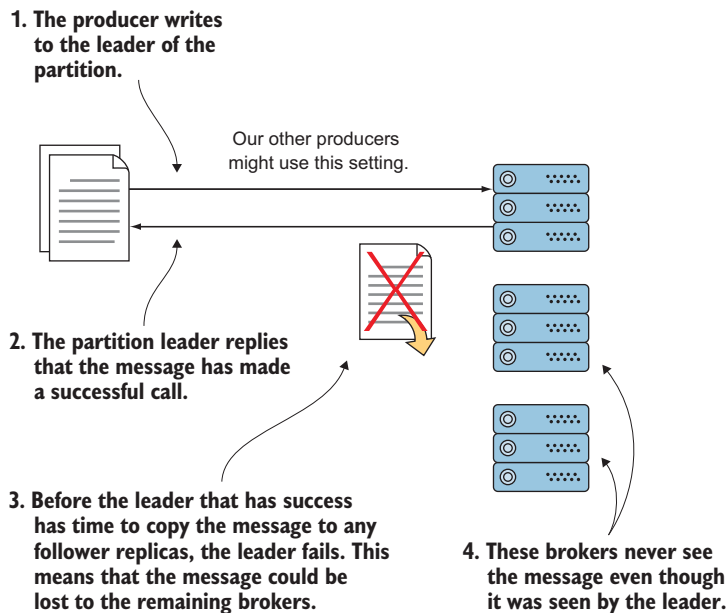 1. The producer writes
to the leader of the
partition.
Our other producers
might use this setting.
2. The partition leader replies
that the message has made
a successful call.
3. Before the leader that has success
has time to copy the message to any
follower replicas, the leader fails. This
means that the message could be
lost to the remaining brokers.
4. These brokers never see
the message even though
it was seen by the leader.